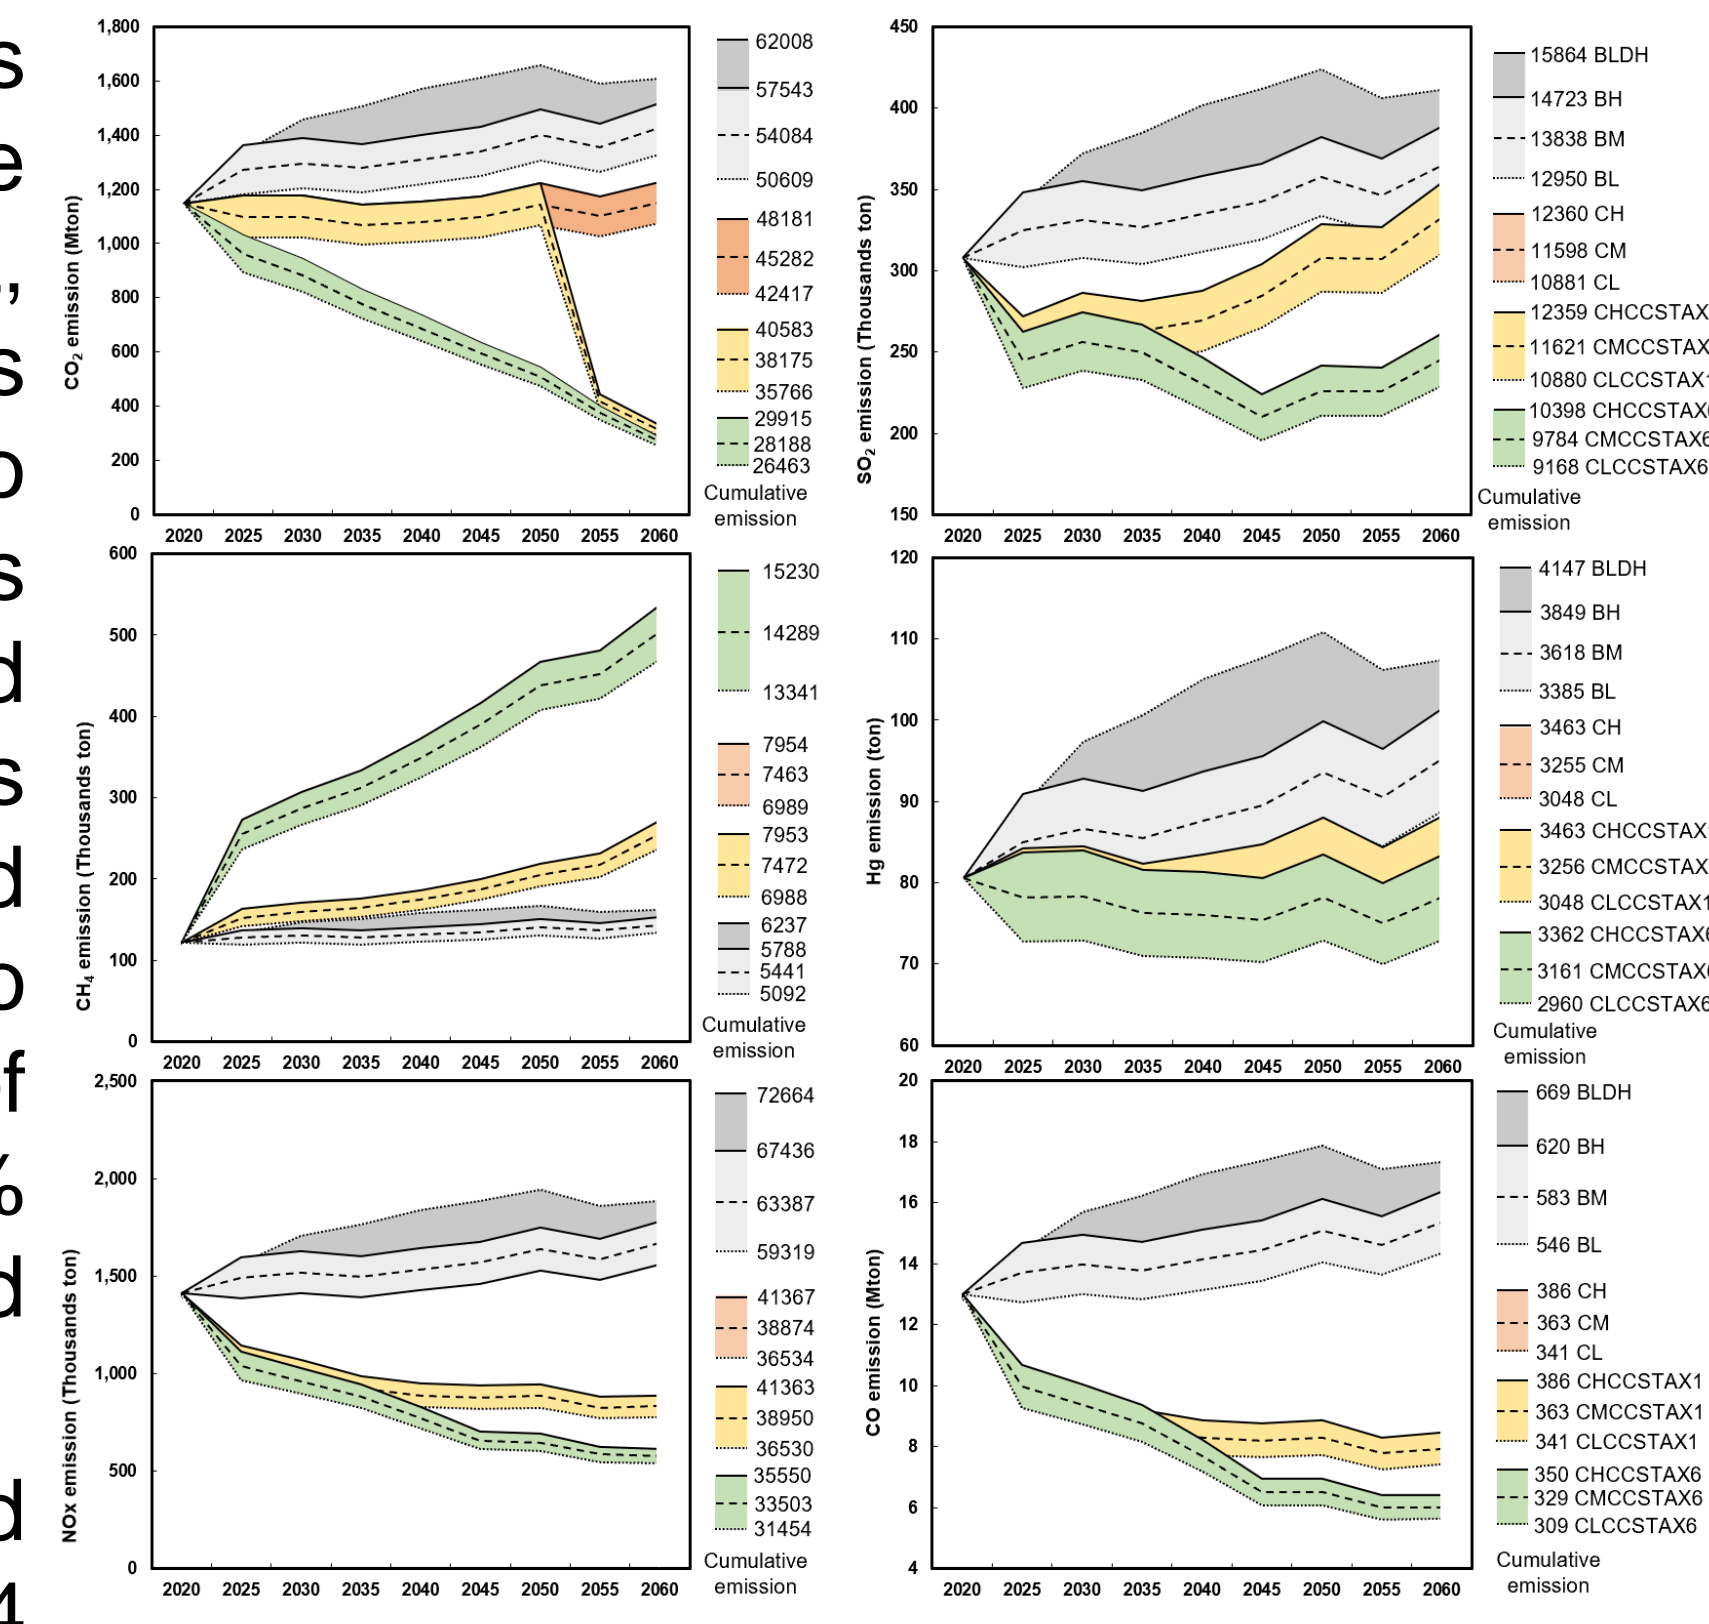 s
e
,
s
o
s
d
s
d
o
f
%
d
d
4
CO2 emission (Mton)
1,800
1,600
1,400
1,200
1,000
800
600
400
200
0
2020 2025 2030 2035 2040 2045 2050 2055 2060
62008
57543
54084
50609
48181
45282
42417
40583
38175
35766
29915
28188
26463
Cumulative
emission
SO2 emission (Thousands ton)
450
400
350
300
250
200
150
2020 2025 2030 2035 2040 2045 2050 2055 2060
15864 BLDH
14723 BH
13838 BM
12950 BL
12360 CH
11598 CM
10881 CL
12359 CHCCSTAX
11621 CMCCSTAX
10880 CLCCSTAX1
10398 CHCCSTAX6
9784 CMCCSTAX6
9168 CLCCSTAX6
Cumulative
emission
CH4 emission (Thousands ton)
600
500
400
300
200
100
0
2020 2025 2030 2035 2040 2045 2050 2055 2060
15230
14289
13341
7954
7463
6989
7953
7472
6988
6237
5788
5441
5092
Cumulative
emission
Hg emission (ton)
120
110
100
90
80
70
60
2020 2025 2030 2035 2040 2045 2050 2055 2060
4147 BLDH
3849 BH
3618 BM
3385 BL
3463 CH
3255 CM
3048 CL
3463 CHCCSTAX1
3256 CMCCSTAX
3048 CLCCSTAX1
3362 CHCCSTAX6
3161 CMCCSTAX6
2960 CLCCSTAX6
Cumulative
emission
NOx emission (Thousands ton)
2,500
2,000
1,500
1,000
500
0
2020 2025 2030 2035 2040 2045 2050 2055 2060
72664
67436
63387
59319
41367
38874
36534
41363
38950
36530
35550
33503
31454
Cumulative
emission
CO emission (Mton)
20
18
16
14
12
10
8
6
4
2020 2025 2030 2035 2040 2045 2050 2055 2060
669 BLDH
620 BH
583 BM
546 BL
386 CH
363 CM
341 CL
386 CHCCSTAX1
363 CMCCSTAX1
341 CLCCSTAX1
350 CHCCSTAX6
329 CMCCSTAX6
309 CLCCSTAX6
Cumulative
emission